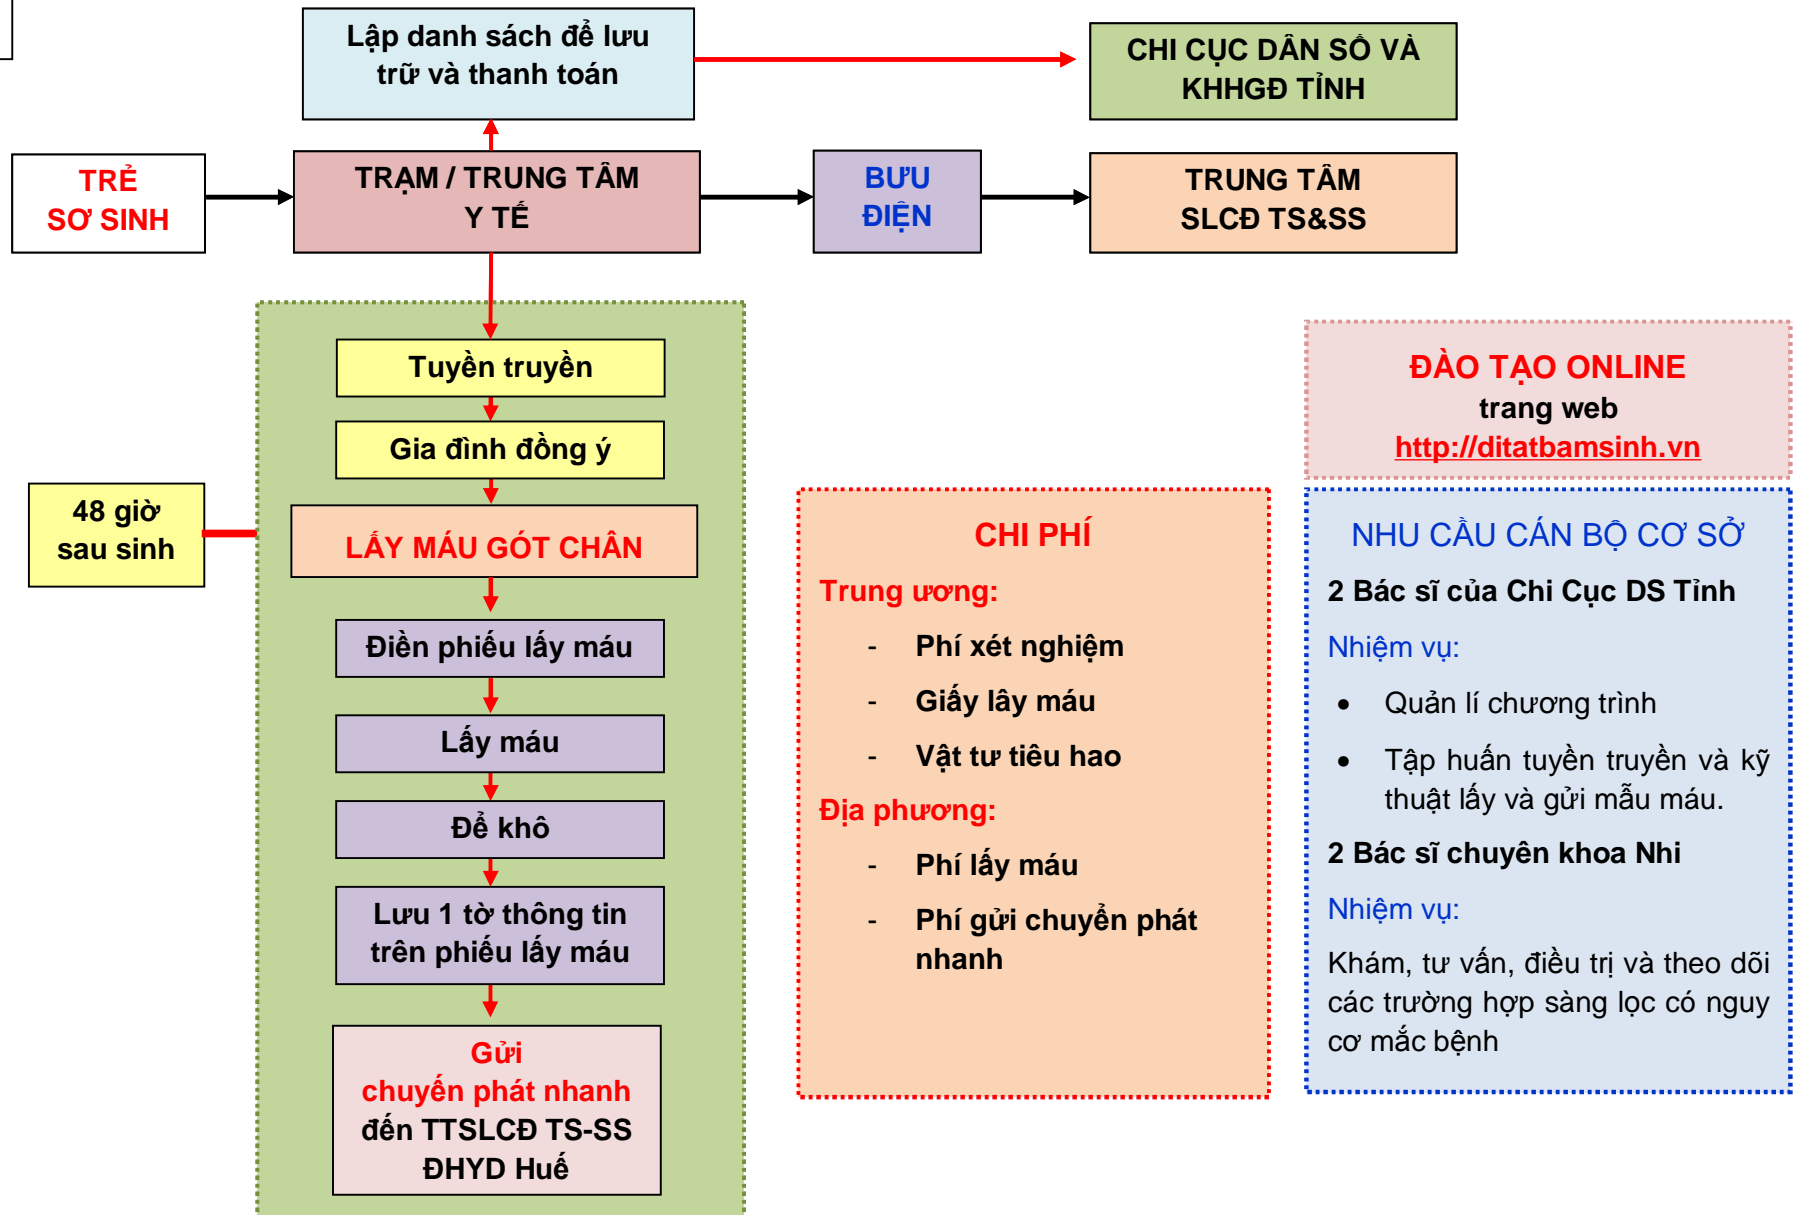 Lập danh sách để lưu
trữ và thanh toán
CHI CỤC DÂN SỐ VÀ
KHHGĐ TỈNH
TRẺ
SƠ SINH
TRẠM / TRUNG TÂM
Y TẾ
BƯU
ĐIỆN
TRUNG TÂM
SLCĐ TS&SS
Tuyền truyền
Gia đình đồng ý
48 giờ
sau sinh
LẤY MÁU GÓT CHÂN
Điền phiếu lấy máu
Lấy máu
Để khô
Lưu 1 tờ thông tin
trên phiếu lấy máu
Gửi
chuyến phát nhanh
đến TTSLCĐ TS-SS
ĐHYD Huế
CHI PHÍ
Trung ương:
- Phí xét nghiệm
- Giấy lây máu
- Vật tư tiêu hao
Địa phương:
- Phí lấy máu
- Phí gửi chuyển phát
nhanh
ĐÀO TẠO ONLINE
trang web
http://ditatbamsinh.vn
NHU CẦU CÁN BỘ CƠ SỞ
2 Bác sĩ của Chi Cục DS Tỉnh
Nhiệm vụ:
• Quản lí chương trình
• Tập huấn tuyền truyền và kỹ
thuật lấy và gửi mẫu máu.
2 Bác sĩ chuyên khoa Nhi
Nhiệm vụ:
Khám, tư vấn, điều trị và theo dõi
các trường hợp sàng lọc có nguy
cơ mắc bệnh